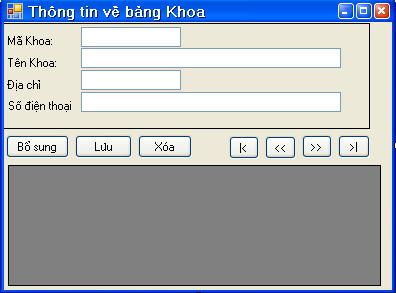 Thông tin về bảng Khoa
Mã Khoa:
Tên Khoa:
Địa chỉ
Số điện thoại
Bổ sung Lưu Xóa |< << >> >|